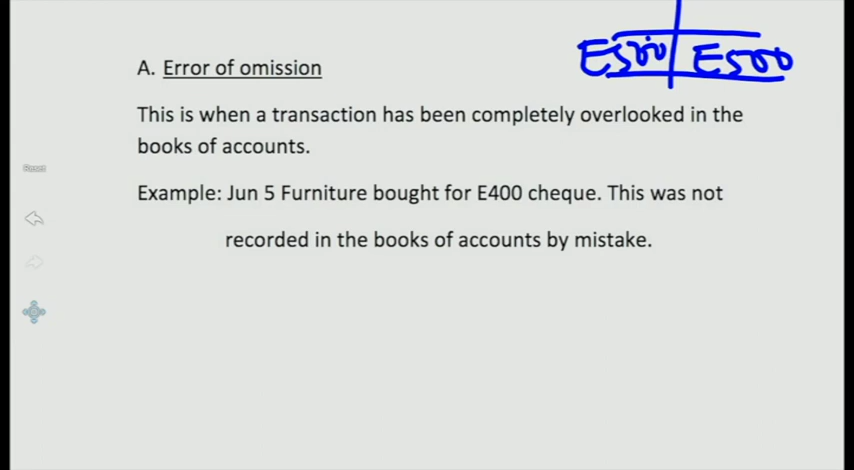 E500 E500
A. Error of omission
This is when a transaction has been completely overlooked in the
books of accounts.
Reset
Example: Jun 5 Furniture bought for E400 cheque. This was not
recorded in the books of accounts by mistake.